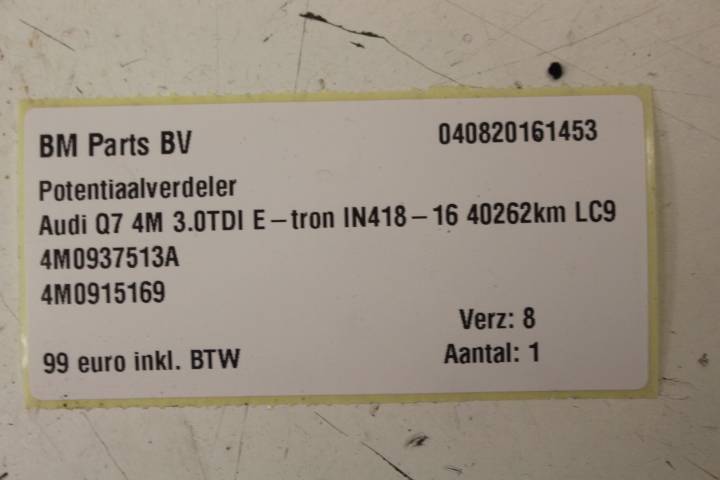 BM Parts BV 040820161453
Potentiaalverdeler
Audi Q7 4M 3.0TDI E-tron IN418-16 40262km LC9
4M0937513A
4M0915169
Verz: 8
99 euro inkl. BTW Aantal: 1